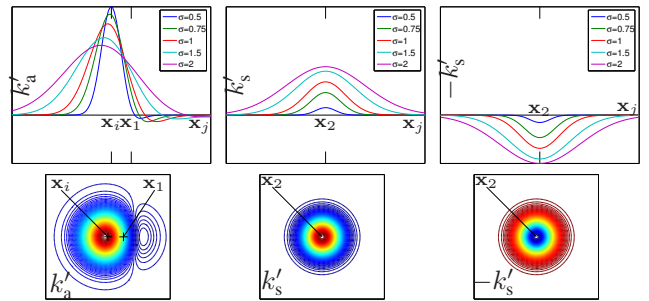 σ=0.5
σ=0.75
σ=1
σ=1.5
σ=2
k′a
xi x1
xj
σ=0.5
σ=0.75
σ=1
σ=1.5
σ=2
k′s
x2
xj
σ=0.5
σ=0.75
σ=1
σ=1.5
σ=2
−k′s
x2
xj
xi
x1
k′a
x2
k′s
x2
−k′s